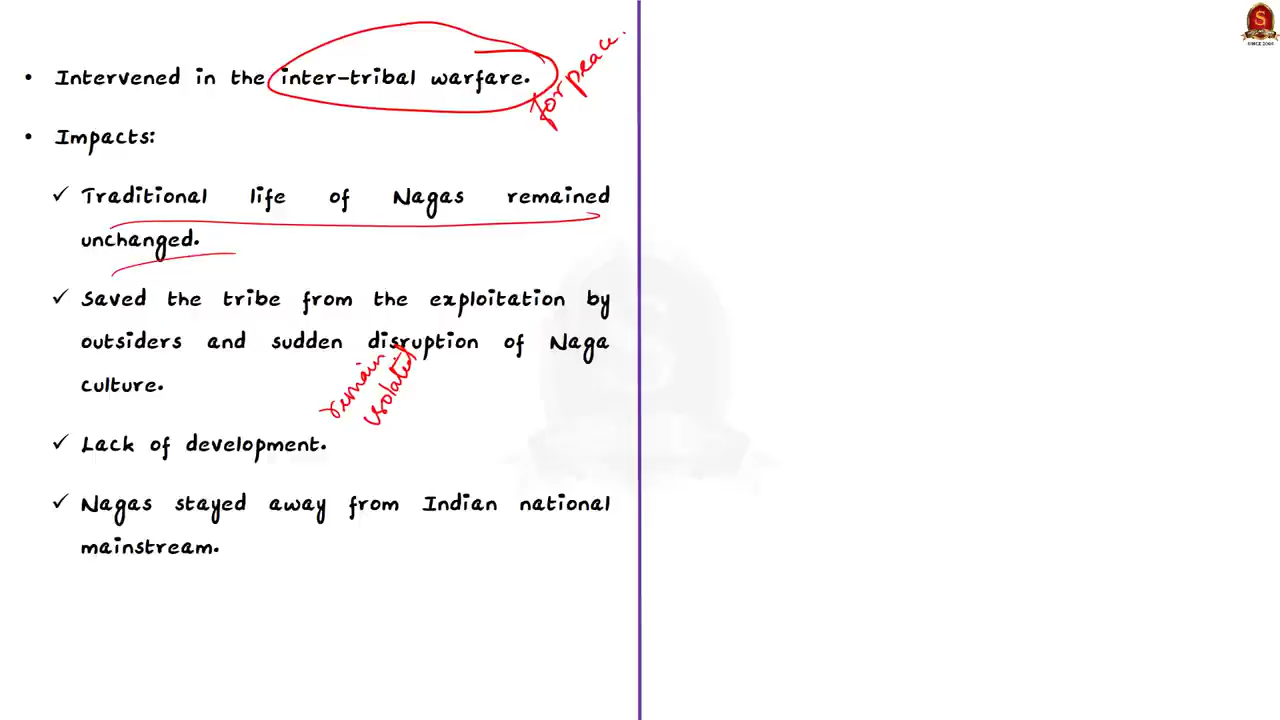 • Intervened in the inter-tribal warfare.
for peace.
• Impacts:
✓ Traditional life of Nagas remained
unchanged.
✓ Saved the tribe from the exploitation by
outsiders and sudden disruption of Naga
culture.
remain
isolated
✓ Lack of development.
✓ Nagas stayed away from Indian national
mainstream.
S
SINCE 2004